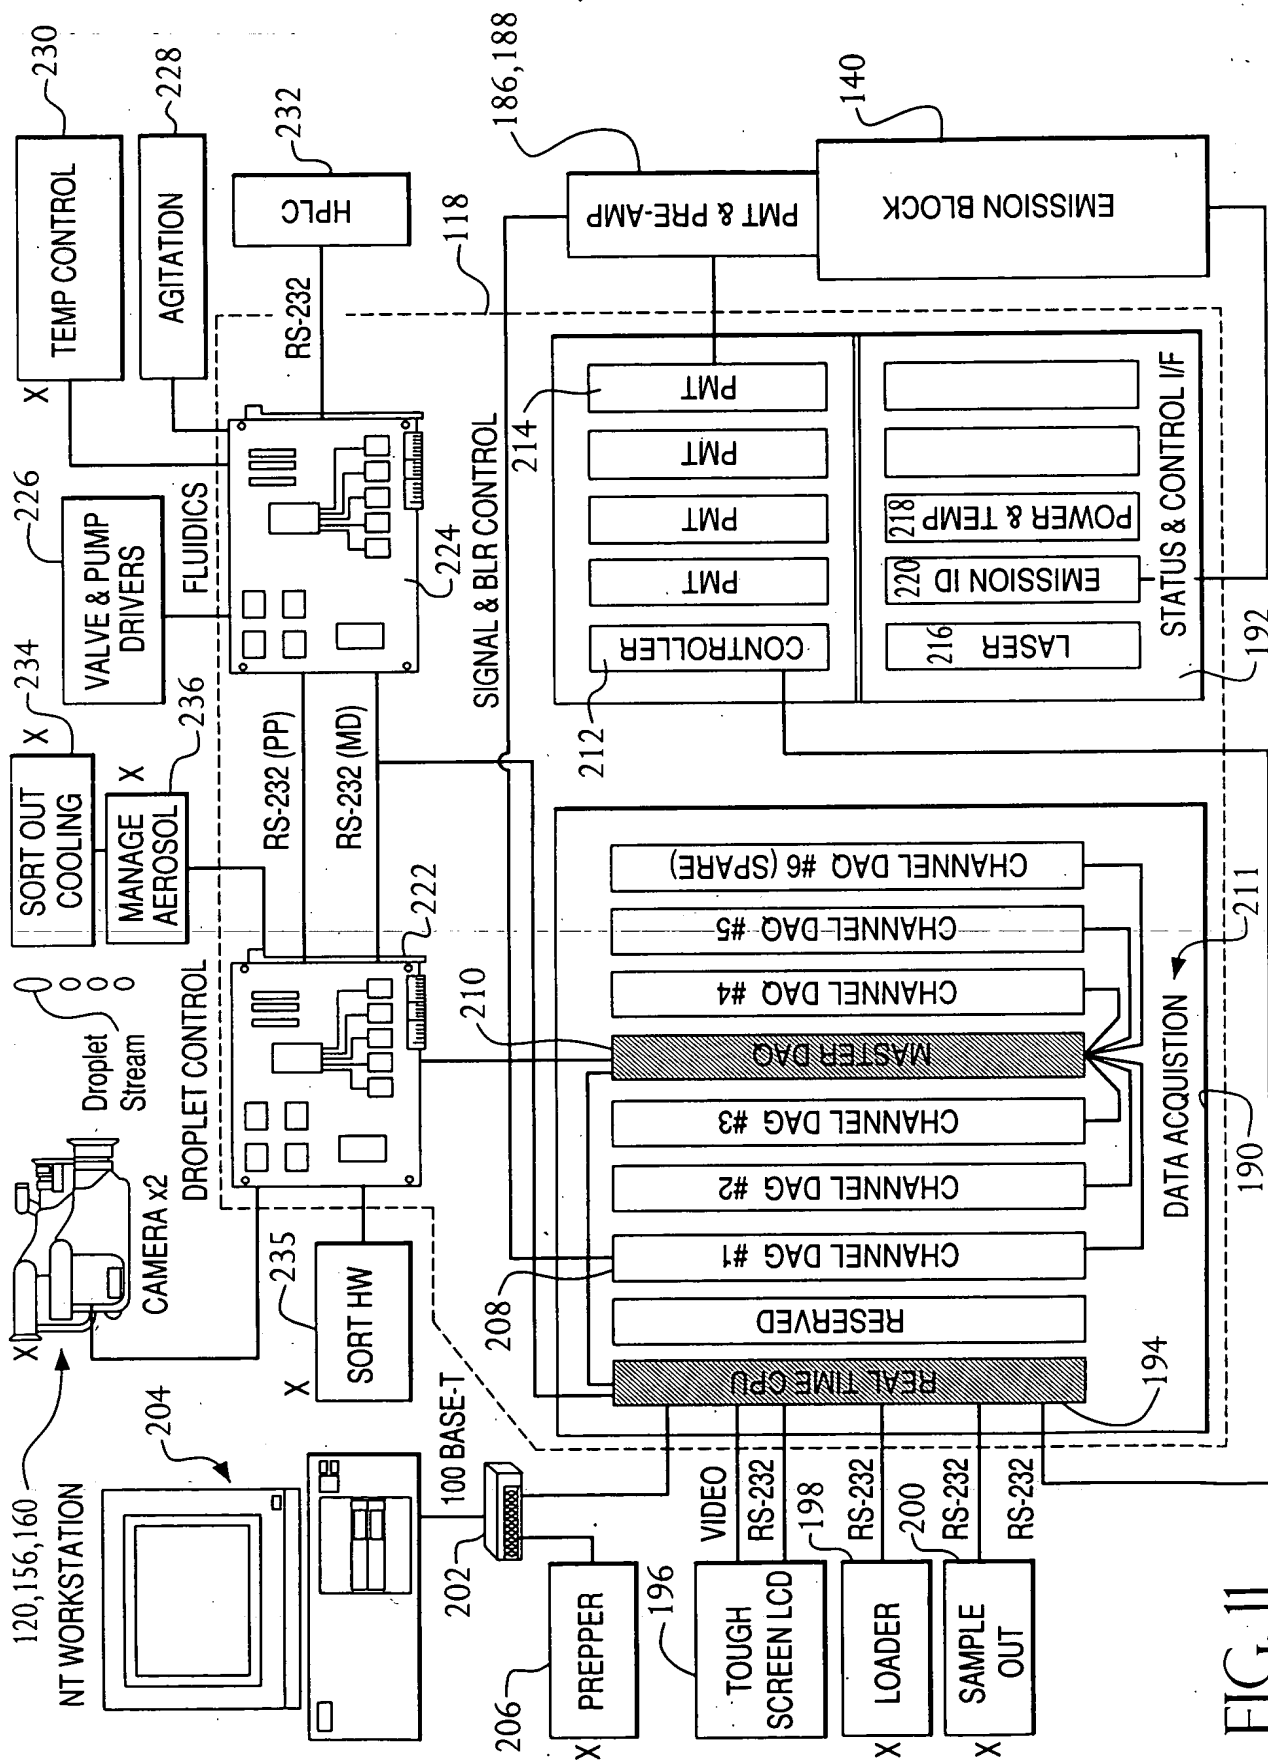 120,156,160
NT WORKSTATION
204
X
CAMERA x2
Droplet
Stream
SORT OUT
COOLING
X
234
MANAGE
AEROSOL
X
236
VALVE & PUMP
DRIVERS
226
X
TEMP CONTROL
230
AGITATION
228
DROPLET CONTROL
FLUIDICS
HPLC
232
RS-232
X
SORT HW
235
222
RS-232 (PP)
RS-232 (MD)
224
118
100 BASE-T
202
206
X
PREPPER
210
SIGNAL & BLR CONTROL
186,188
PMT & PRE-AMP
EMISSION BLOCK
140
VIDEO
RS-232
196
TOUGH
SCREEN LCD
RS-232
198
X
LOADER
RS-232
200
X
SAMPLE
OUT
RS-232
194
REAL TIME CPU
RESERVED
208
CHANNEL DAG #1
CHANNEL DAG #2
CHANNEL DAG #3
MASTER DAQ
CHANNEL DAQ #4
CHANNEL DAQ #5
CHANNEL DAQ #6 (SPARE)
DATA ACQUISTION
211
190
212
CONTROLLER
PMT
PMT
PMT
PMT
214
216
LASER
220
EMISSION ID
218
POWER & TEMP
STATUS & CONTROL I/F
192
FIG. 11